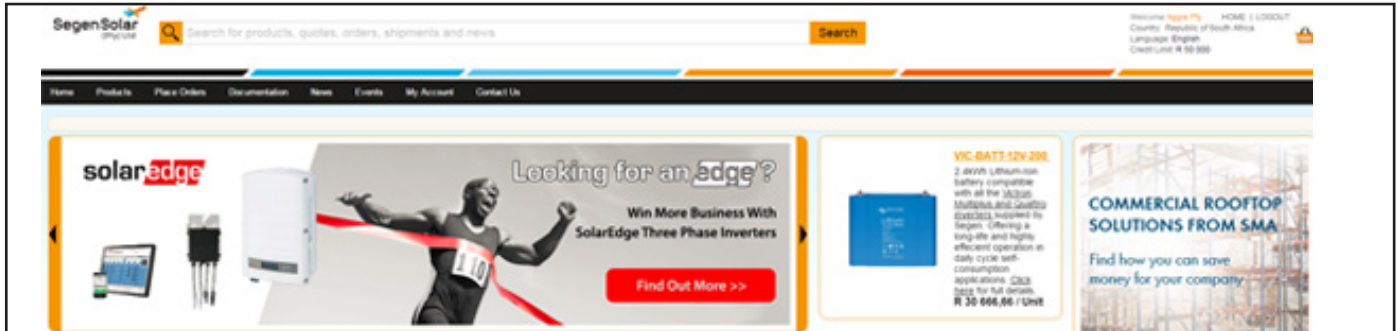 SegenSolar
(Pty) Ltd
Search for products, quotes, orders, shipments and news
Search
Welcome Aggie Pty HOME | LOGOUT
Country: Republic of South Africa
Language: English
Credit Limit: R 50 000
Home Products Place Orders Documentation News Events My Account Contact Us
solaredge
Looking for an edge?
Win More Business With
SolarEdge Three Phase Inverters
Find Out More >>
110
VIC-BATT-12V-200
2.4kWh Lithium-Ion
battery compatible
with all the Victron
Multiplus and Quattro
inverters supplied by
Segen. Offering a
long-life and highly
effecient operation in
daily cycle self-
consumption
applications. Click
here for full details.
R 30 666,66 / Unit
COMMERCIAL ROOFTOP
SOLUTIONS FROM SMA
Find how you can save
money for your company